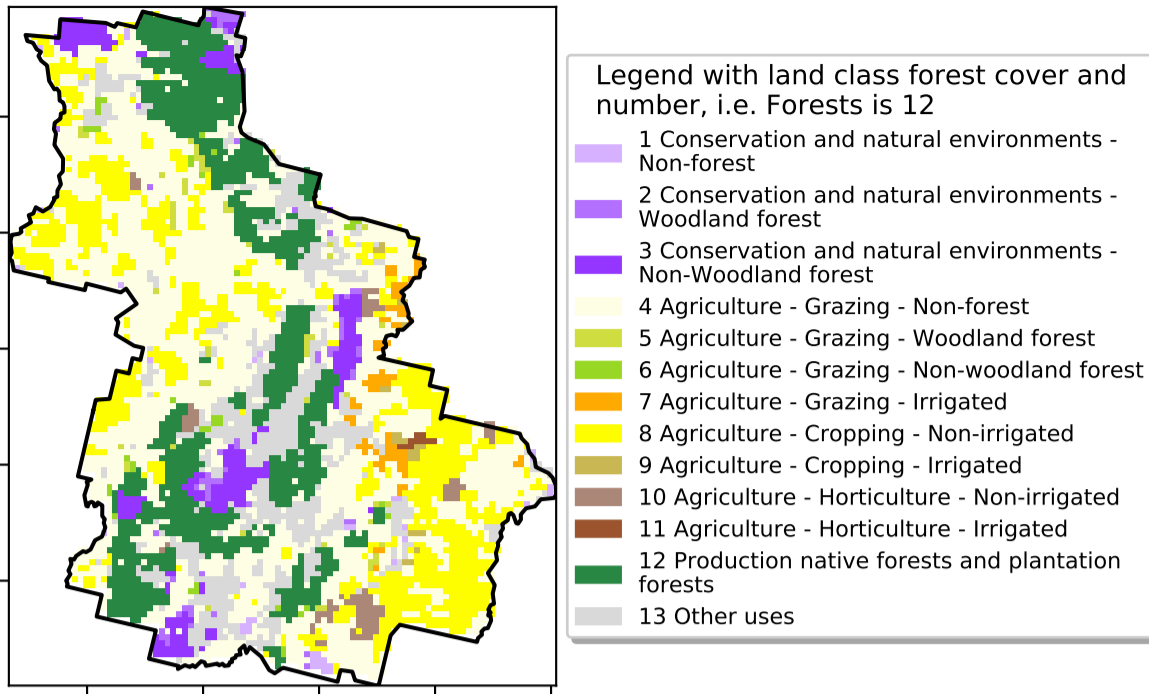 Legend with land class forest cover and
number, i.e. Forests is 12
1 Conservation and natural environments -
Non-forest
2 Conservation and natural environments -
Woodland forest
3 Conservation and natural environments -
Non-Woodland forest
4 Agriculture - Grazing - Non-forest
5 Agriculture - Grazing - Woodland forest
6 Agriculture - Grazing - Non-woodland forest
7 Agriculture - Grazing - Irrigated
8 Agriculture - Cropping - Non-irrigated
9 Agriculture - Cropping - Irrigated
10 Agriculture - Horticulture - Non-irrigated
11 Agriculture - Horticulture - Irrigated
12 Production native forests and plantation
forests
13 Other uses